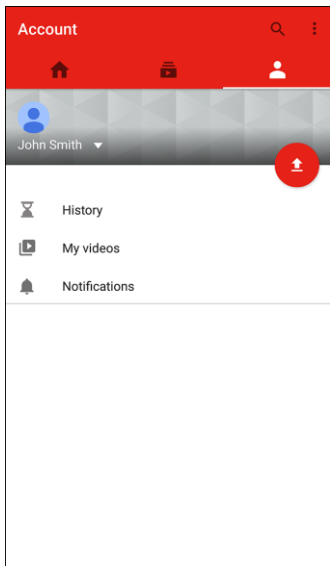 Account
John Smith
History
My videos
Notifications